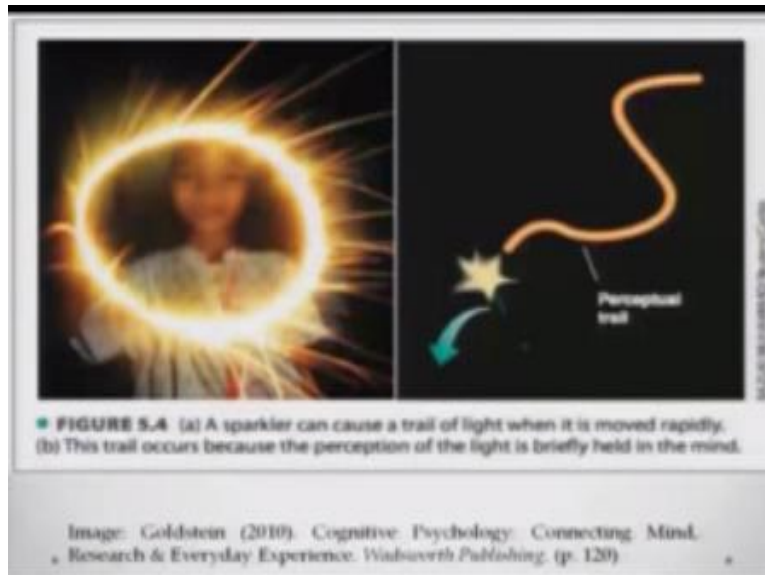 Perceptual
trail
• FIGURE 5.4 (a) A sparkler can cause a trail of light when it is moved rapidly.
(b) This trail occurs because the perception of the light is briefly held in the mind.
Image: Goldstein (2010). Cognitive Psychology: Connecting Mind,
Research & Everyday Experience. Wadsworth Publishing. (p. 120)